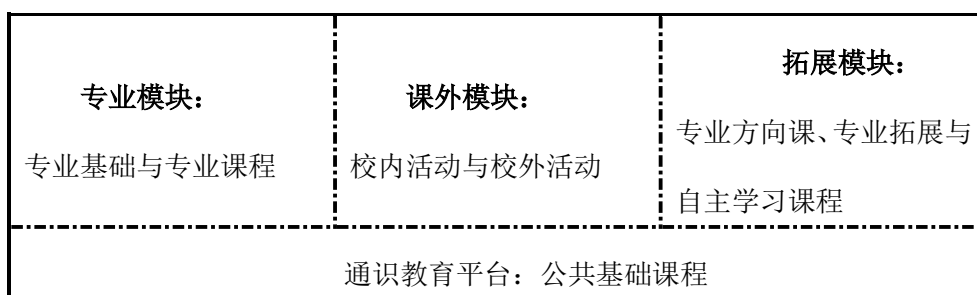 专业模块：
专业基础与专业课程
课外模块：
校内活动与校外活动
拓展模块：
专业方向课、专业拓展与
自主学习课程
通识教育平台：公共基础课程